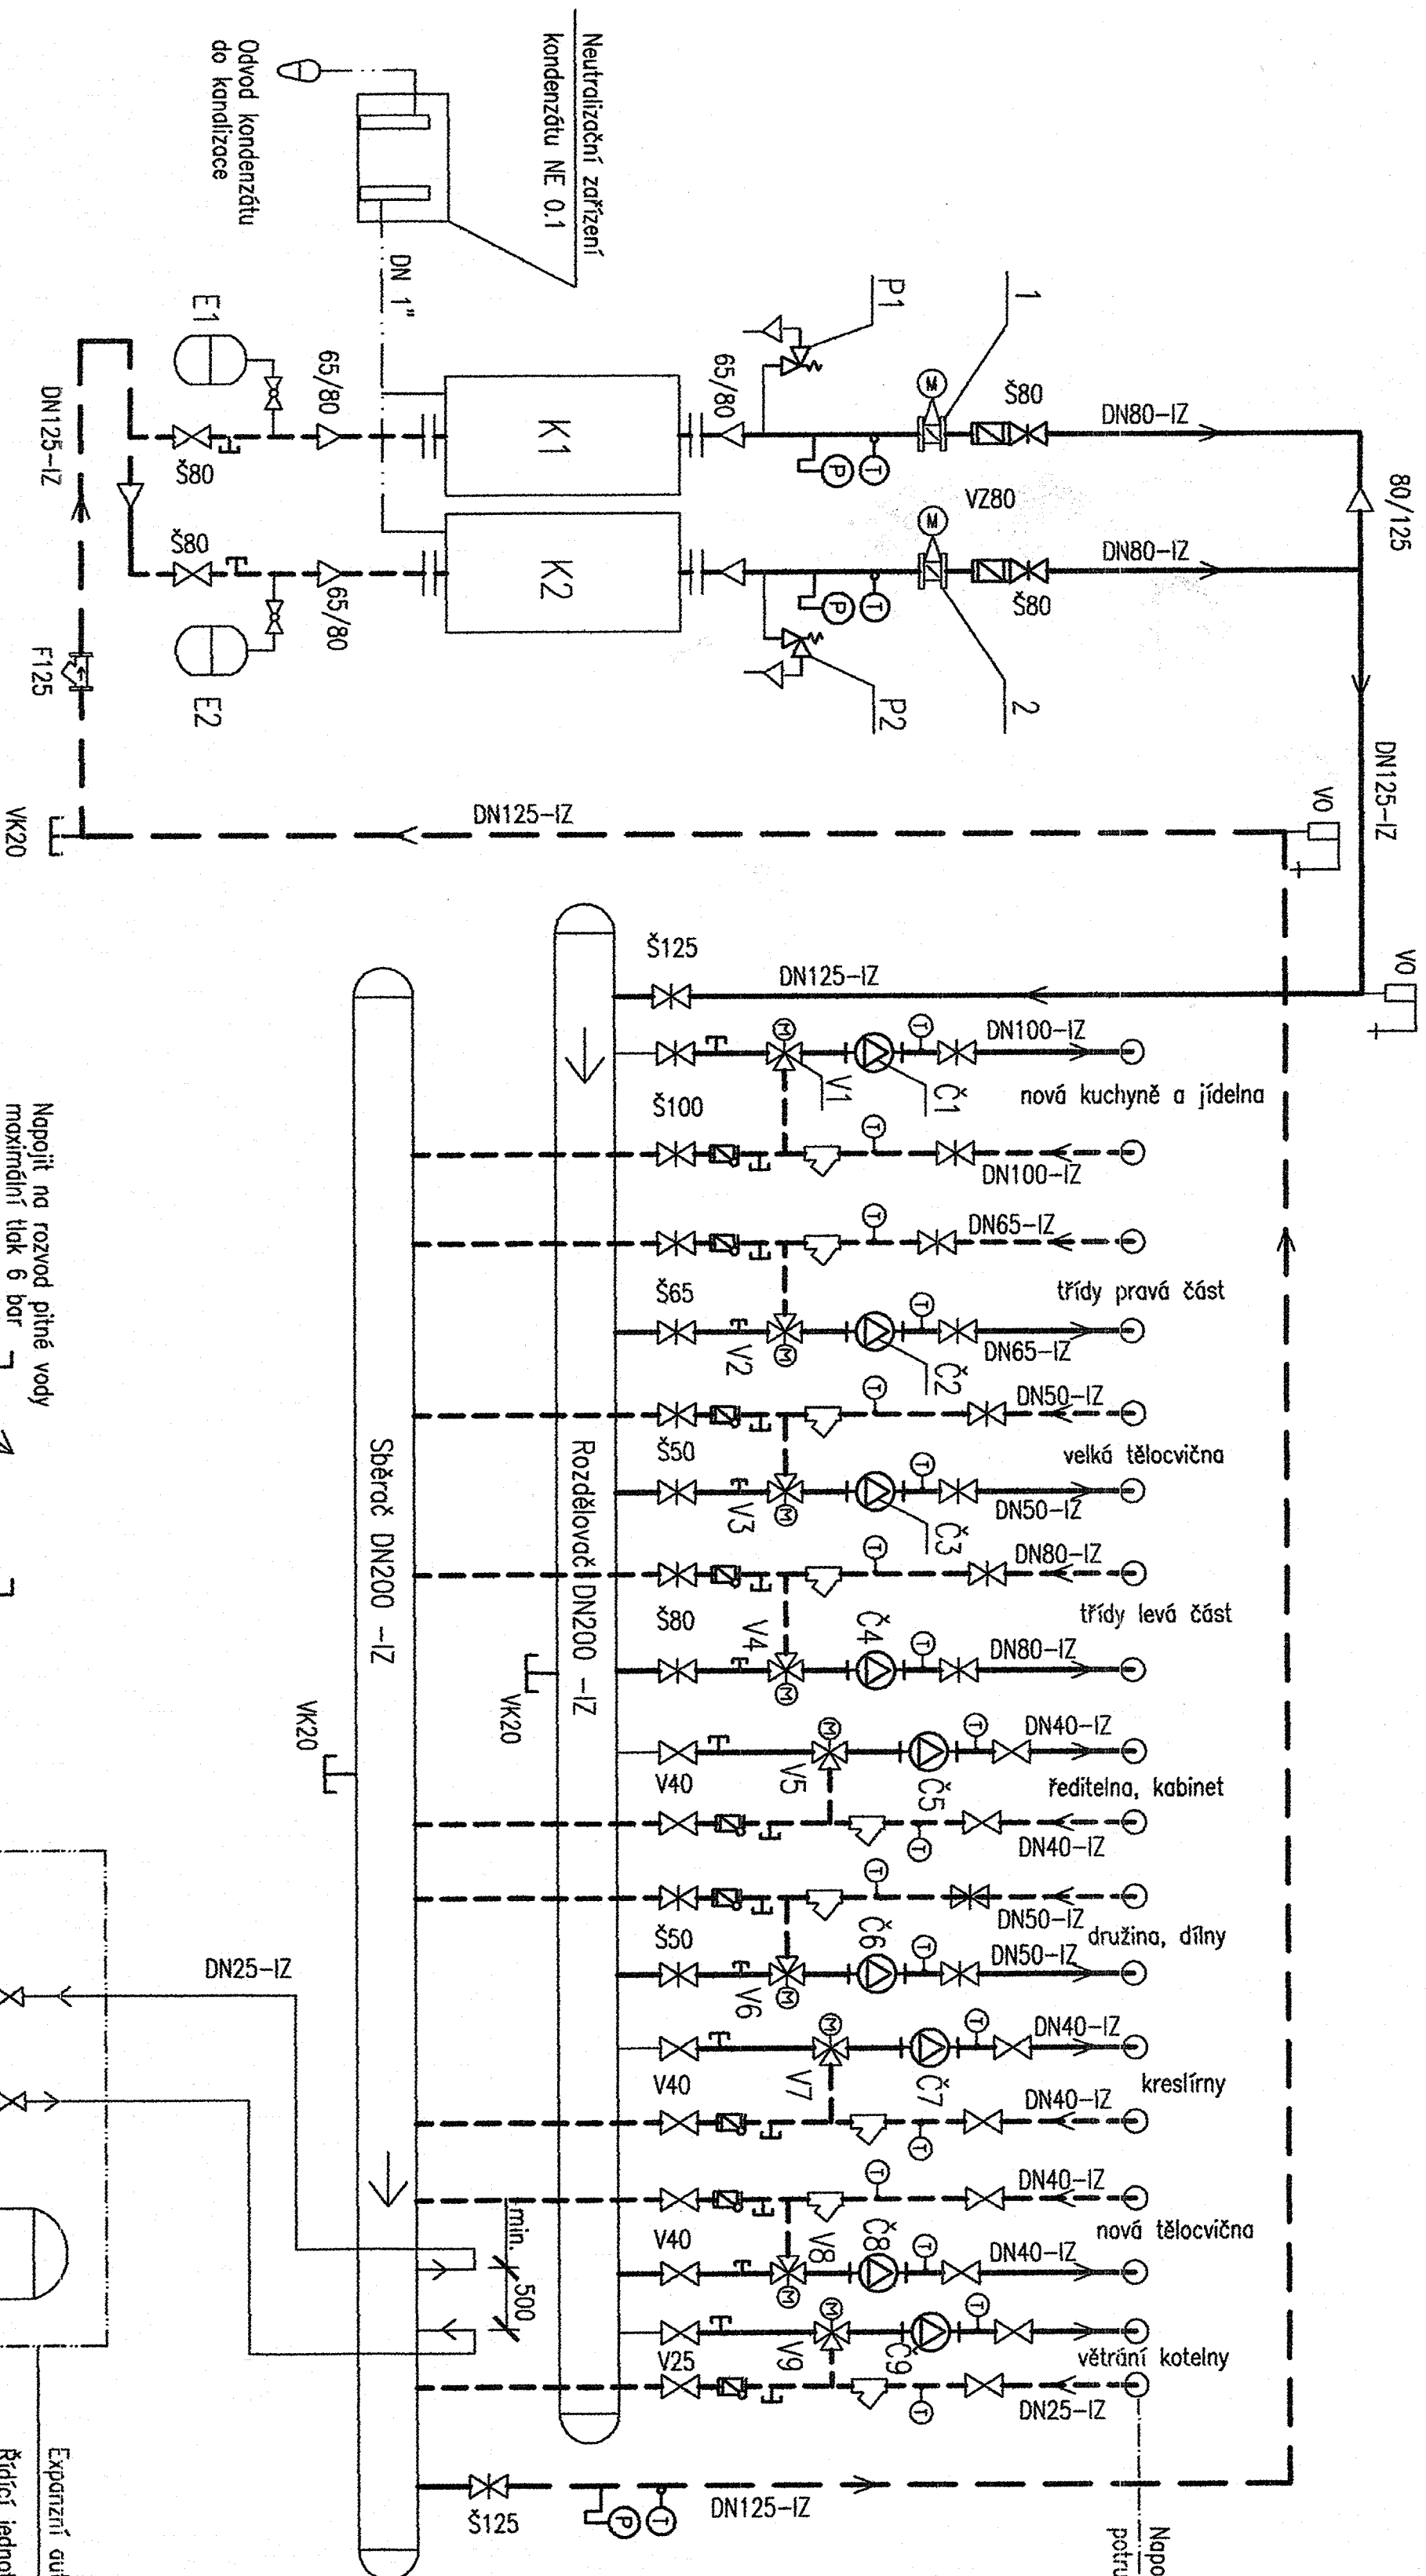 Neutralizační zařízení
kondenzátu NE 0.1
Odvod kondenzátu
do kanalizace
DN 1"
E1
65/80
Š80
DN125-IZ
K1
65/80
P1
1
M
P
T
Š80
DN80-IZ
80/125
K2
M
P
T
VZ80
Š80
DN80-IZ
P2
2
Š80
65/80
E2
F125
VK20
DN125-IZ
VO
DN125-IZ
VO
Š125
DN125-IZ
M
V1
Č1
T
DN100-IZ
nová kuchyně a jídelna
Š100
T
DN100-IZ
T
DN65-IZ
třídy pravá část
Š65
V2
M
Č2
T
DN65-IZ
T
DN50-IZ
velká tělocvična
Š50
V3
M
Č3
T
DN50-IZ
T
DN80-IZ
třídy levá část
Š80
V4
M
Č4
T
DN80-IZ
Sběrač DN200 -IZ
Rozdělovač DN200 -IZ
VK20
VK20
M
V5
Č5
T
DN40-IZ
ředitelna, kabinet
V40
T
DN40-IZ
T
DN50-IZ
družina, dílny
Š50
V6
M
Č6
T
DN50-IZ
M
V7
Č7
T
DN40-IZ
kreslírny
V40
T
DN40-IZ
T
DN40-IZ
nová tělocvična
V40
V8
M
Č8
T
DN40-IZ
M
V9
Č9
T
větrání kotelny
V25
T
DN25-IZ
min. 500
DN25-IZ
Š125
P
T
DN125-IZ
Napojit na rozvod pitné vody
maximální tlak 6 bar
Expanzní
Řídící